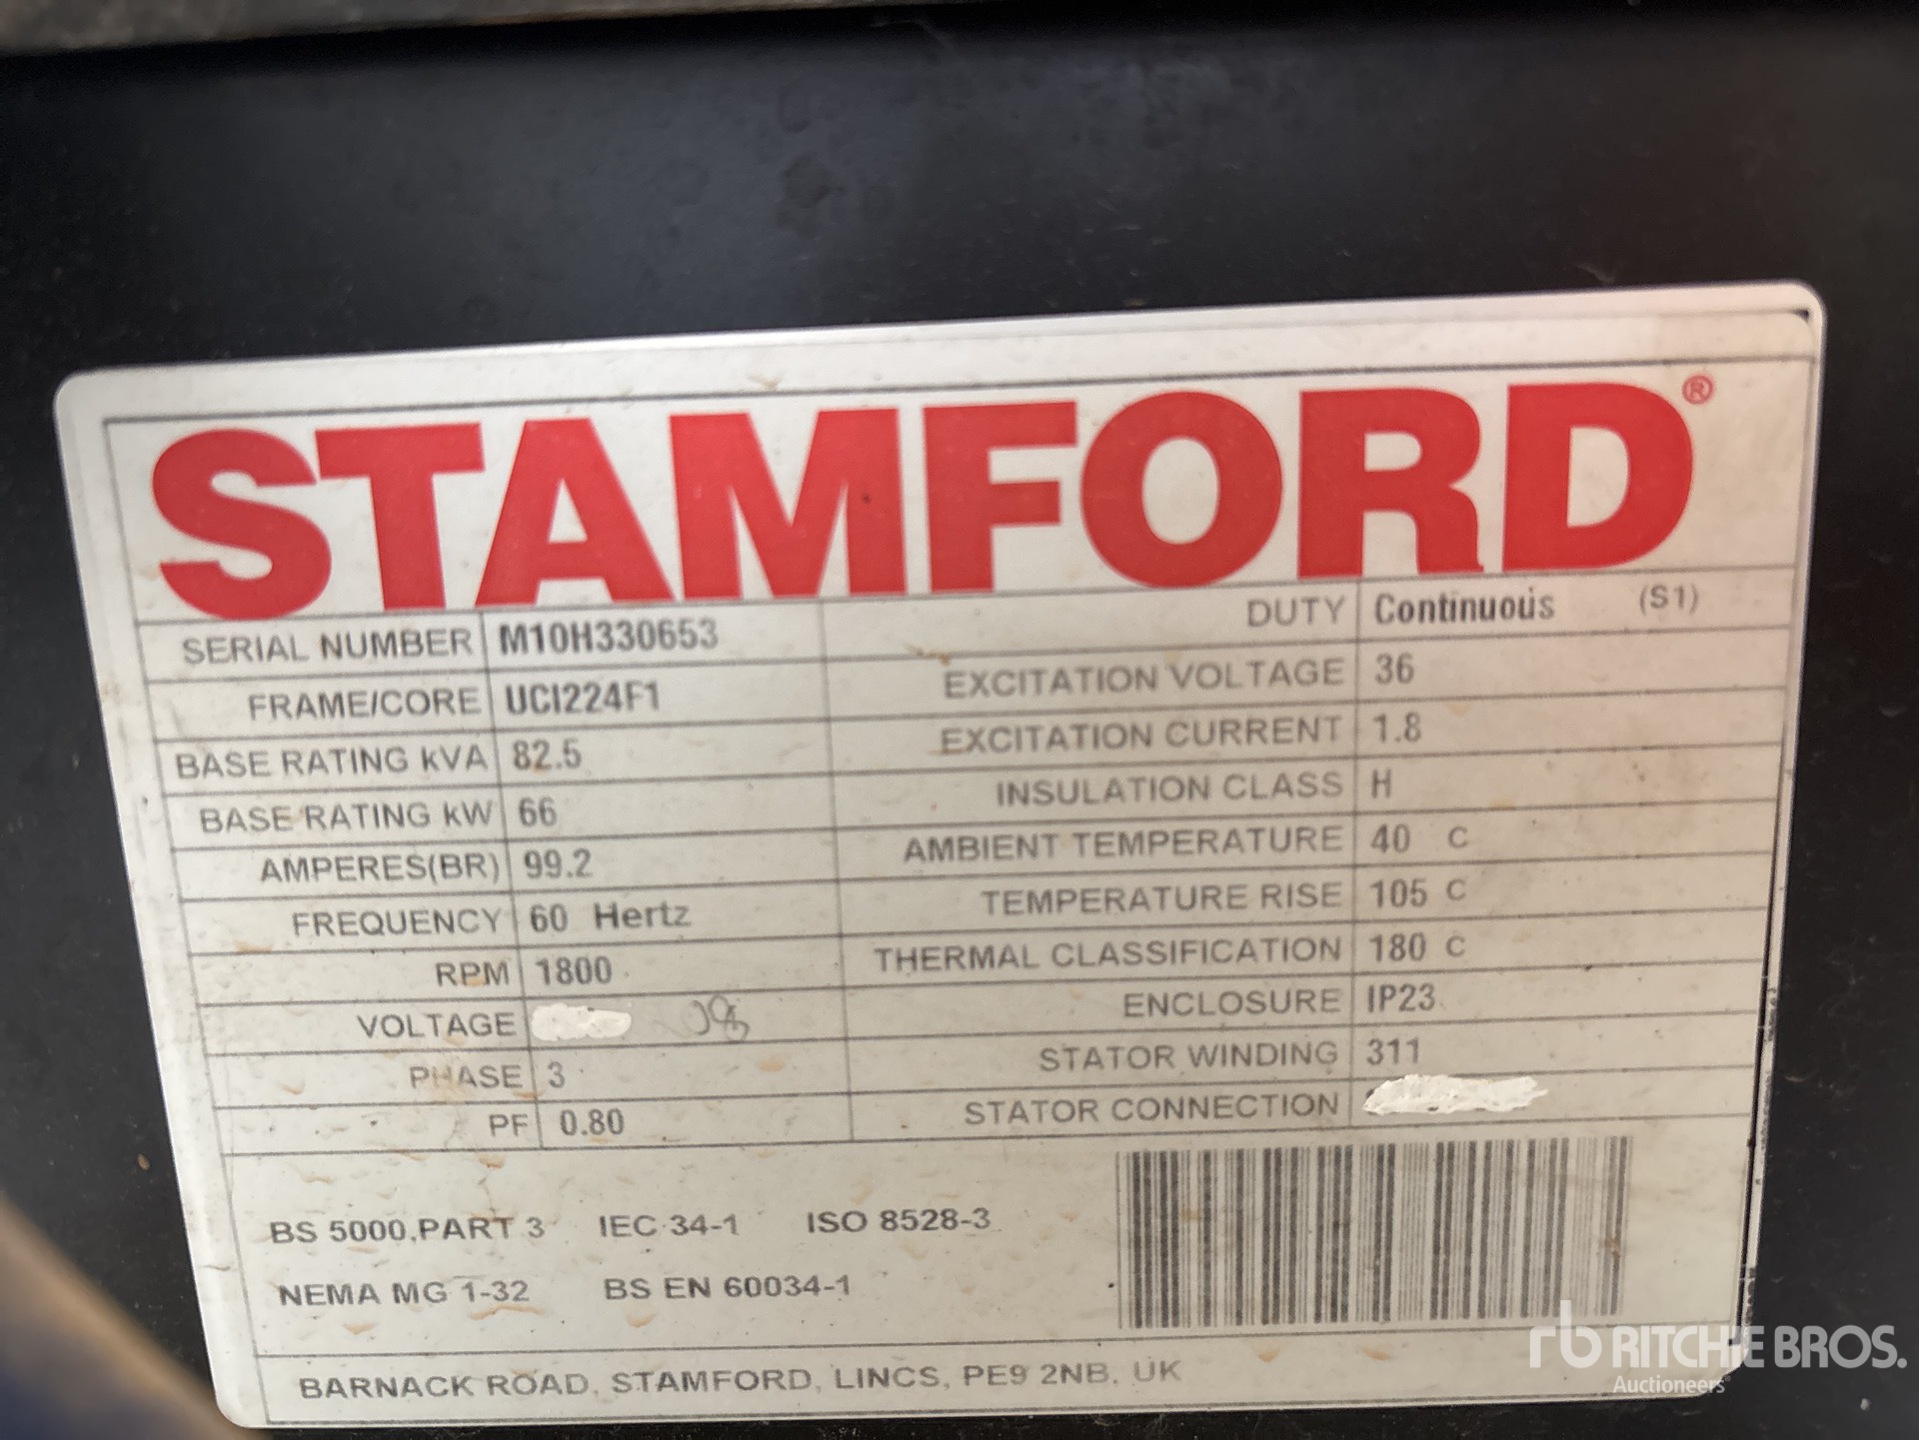 STAMFORD®
SERIAL NUMBER M10H330653 DUTY Continuous (S1)
FRAME/CORE UCI224F1 EXCITATION VOLTAGE 36
BASE RATING kVA 82.5 EXCITATION CURRENT 1.8
BASE RATING kW 66 INSULATION CLASS H
AMPERES(BR) 99.2 AMBIENT TEMPERATURE 40 C
FREQUENCY 60 Hertz TEMPERATURE RISE 105 C
RPM 1800 THERMAL CLASSIFICATION 180 C
VOLTAGE ENCLOSURE IP23
PHASE 3 STATOR WINDING 311
PF 0.80 STATOR CONNECTION
BS 5000,PART 3 IEC 34-1 ISO 8528-3
NEMA MG 1-32 BS EN 60034-1
BARNACK ROAD, STAMFORD, LINCS, PE9 2NB, UK
rb RITCHIE BROS.
Auctioneers